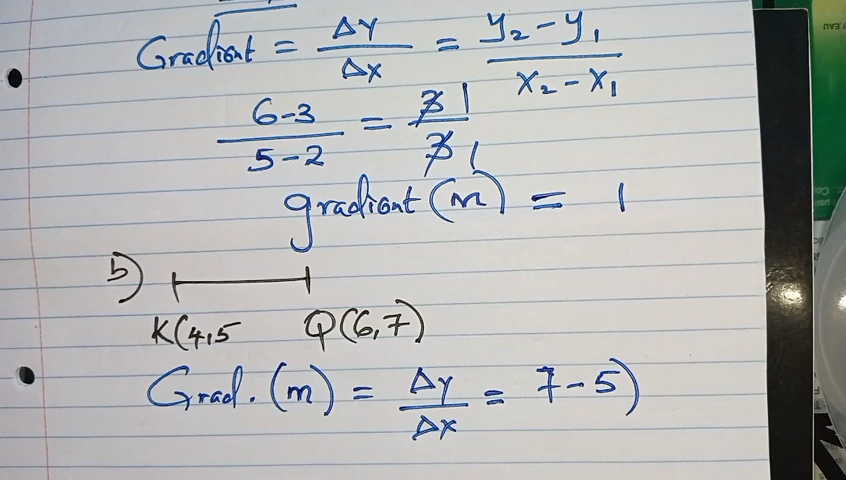 Gradient = ΔY/ΔX = y₂-y₁/x₂-x₁
6-3/5-2 = 3 1/3 1
gradient (m) = 1
b)
K(4,5 Q(6,7)
Grad. (m) = ΔY/ΔX = 7-5)